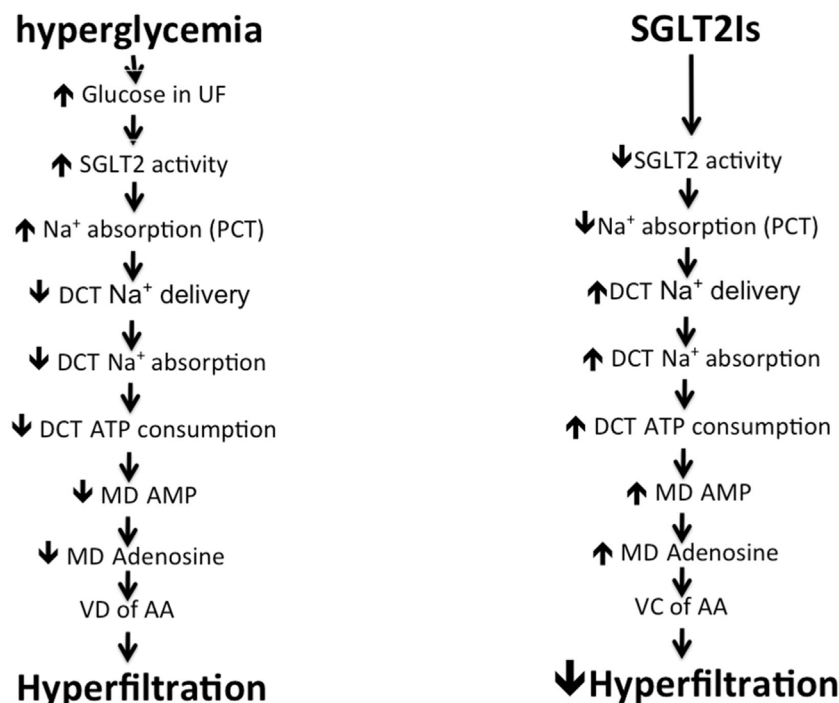 hyperglycemia
↑ Glucose in UF
↑ SGLT2 activity
↑ Na⁺ absorption (PCT)
↓ DCT Na⁺ delivery
↓ DCT Na⁺ absorption
↓ DCT ATP consumption
↓ MD AMP
↓ MD Adenosine
VD of AA
Hyperfiltration
SGLT2Is
↓SGLT2 activity
↓Na⁺ absorption (PCT)
↑DCT Na⁺ delivery
↑ DCT Na⁺ absorption
↑ DCT ATP consumption
↑ MD AMP
↑ MD Adenosine
VC of AA
↓Hyperfiltration